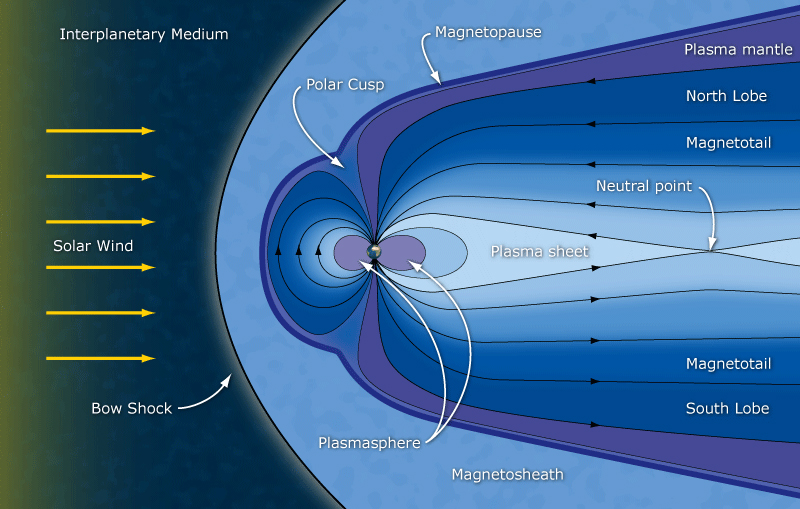 Interplanetary Medium
Magnetopause
Plasma mantle
Polar Cusp
North Lobe
Magnetotail
Neutral point
Solar Wind
Plasma sheet
Magnetotail
Bow Shock
South Lobe
Plasmasphere
Magnetosheath